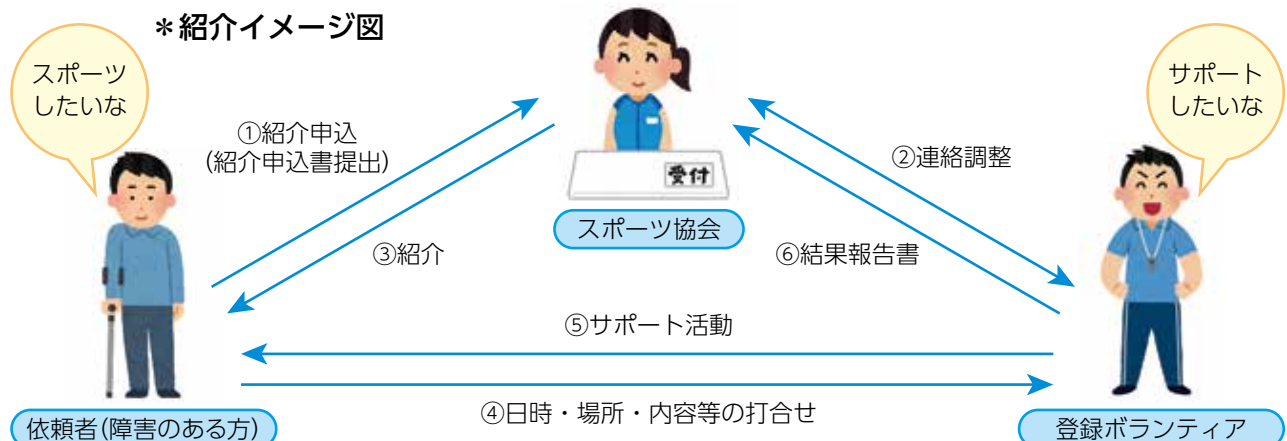 ＊紹介イメージ図
スポーツ
したいな
サポート
したいな
①紹介申込
(紹介申込書提出)
②連絡調整
受付
スポーツ協会
③紹介
⑥結果報告書
⑤サポート活動
④日時・場所・内容等の打合せ
依頼者(障害のある方)
登録ボランティア